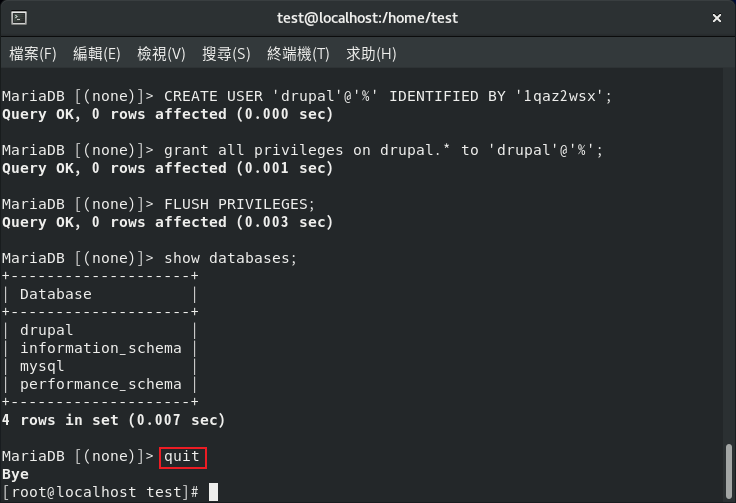 test@localhost:/home/test
檔案(F) 編輯(E) 檢視(V) 搜尋(S) 終端機(T) 求助(H)
MariaDB [(none)]> CREATE USER 'drupal'@'%' IDENTIFIED BY '1qaz2wsx';
Query OK, 0 rows affected (0.000 sec)
MariaDB [(none)]> grant all privileges on drupal.* to 'drupal'@'%';
Query OK, 0 rows affected (0.001 sec)
MariaDB [(none)]> FLUSH PRIVILEGES;
Query OK, 0 rows affected (0.003 sec)
MariaDB [(none)]> show databases;
+--------------------+
| Database           |
+--------------------+
| drupal             |
| information_schema |
| mysql              |
| performance_schema |
+--------------------+
4 rows in set (0.007 sec)
MariaDB [(none)]> quit
Bye
[root@localhost test]#